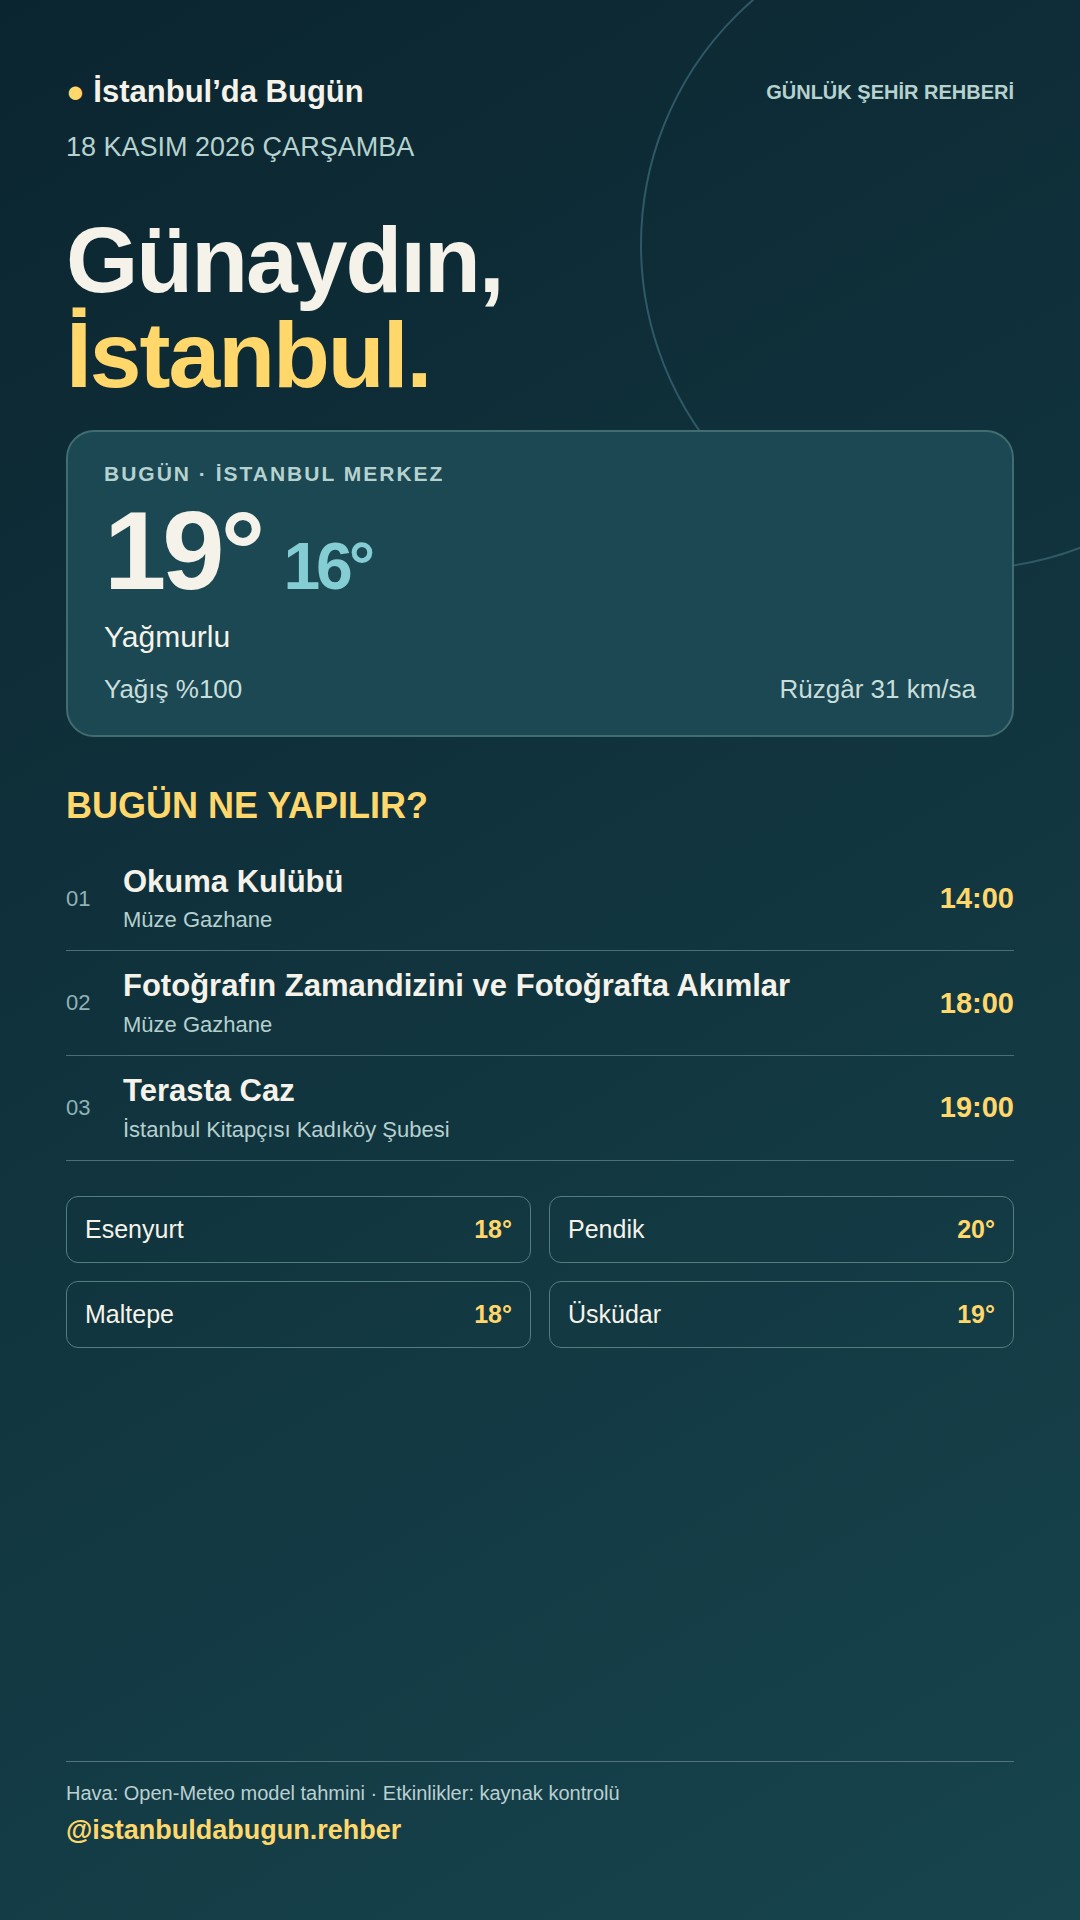 ● İstanbul’da Bugün
GÜNLÜK ŞEHİR REHBERİ
18 KASIM 2026 ÇARŞAMBA
Günaydın,
İstanbul.
BUGÜN · İSTANBUL MERKEZ
19° 16°
Yağmurlu
Yağış %100
Rüzgâr 31 km/sa
BUGÜN NE YAPILIR?
01
Okuma Kulübü
Müze Gazhane
14:00
02
Fotoğrafın Zamandizini ve Fotoğrafta Akımlar
Müze Gazhane
18:00
03
Terasta Caz
İstanbul Kitapçısı Kadıköy Şubesi
19:00
Esenyurt 18°
Pendik 20°
Maltepe 18°
Üsküdar 19°
Hava: Open-Meteo model tahmini · Etkinlikler: kaynak kontrolü
@istanbuldabugun.rehber